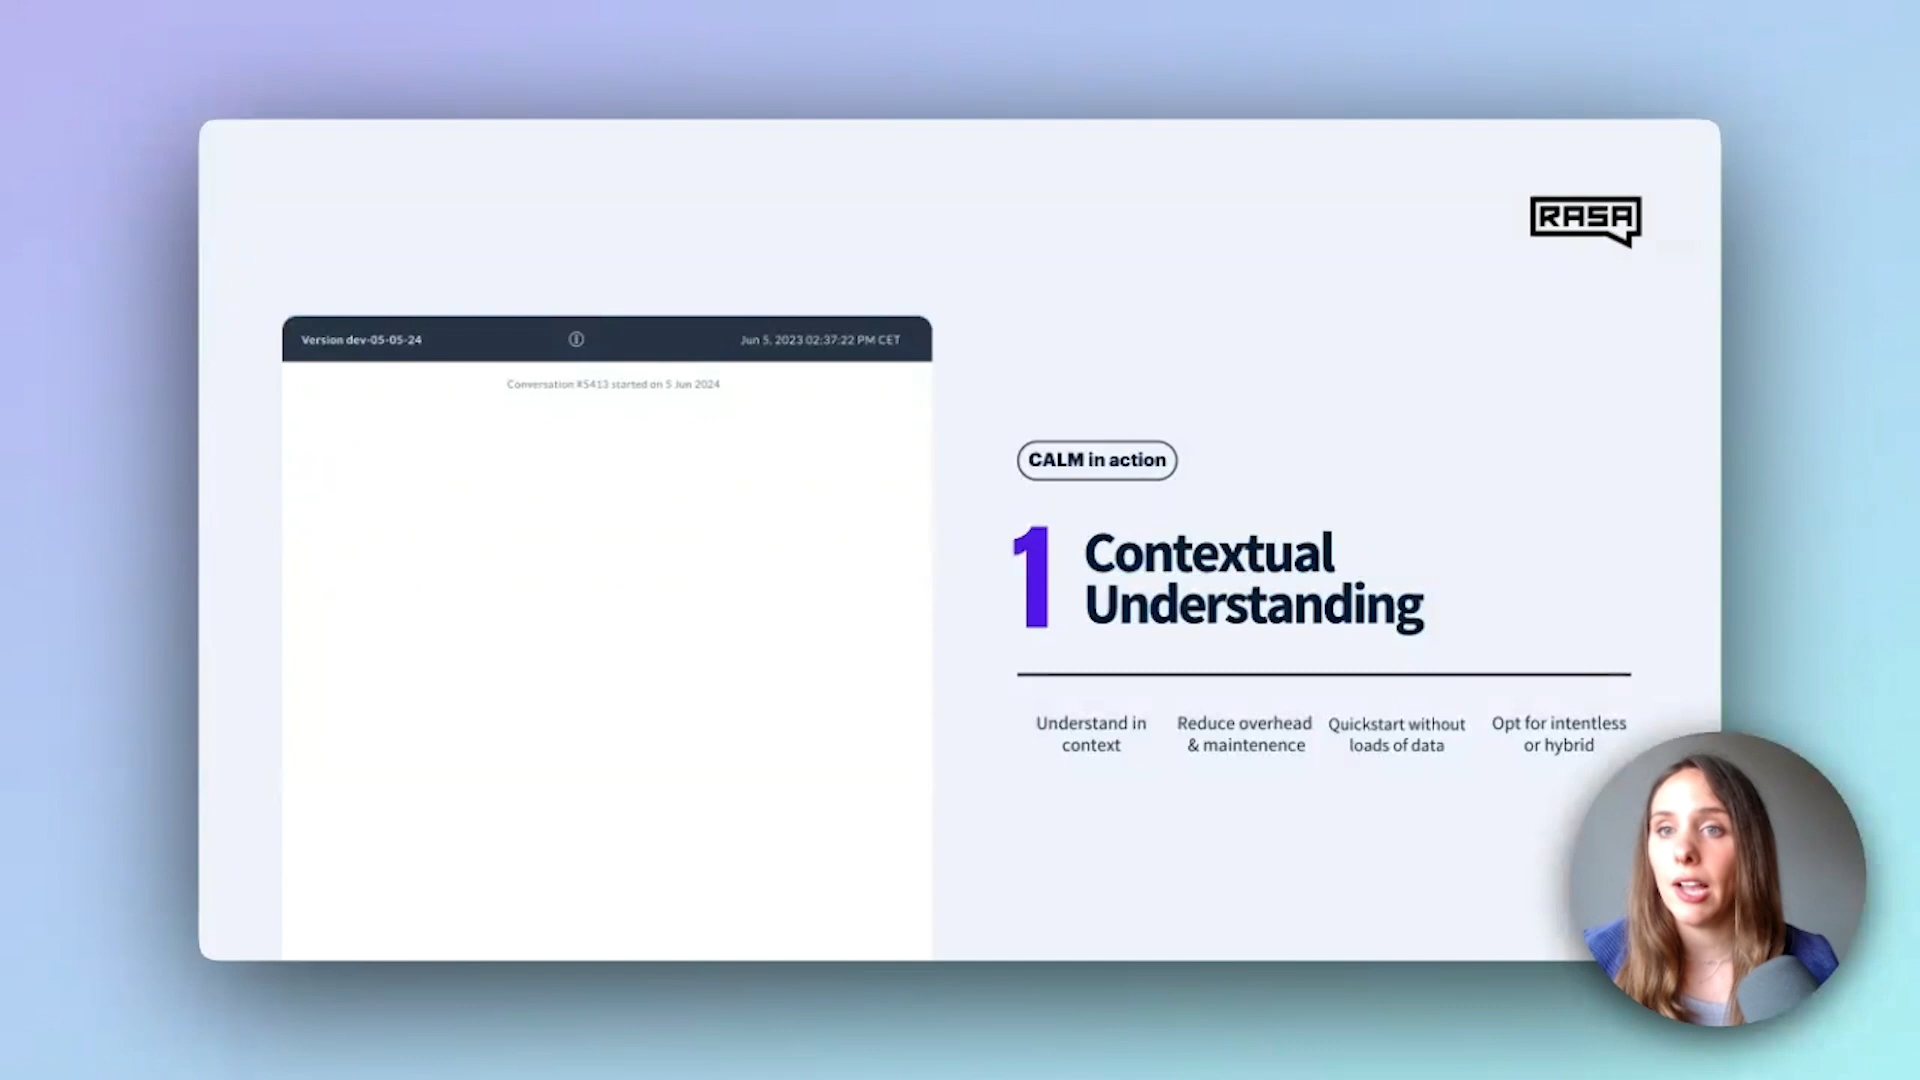 RASA
Version dev-05-05-24
Jun 5, 2023 02:37:22 PM CET
Conversation #5413 started on 5 Jun 2024
CALM in action
1
Contextual
Understanding
Understand in
context
Reduce overhead
& maintenence
Quickstart without
loads of data
Opt for intentless
or hybrid